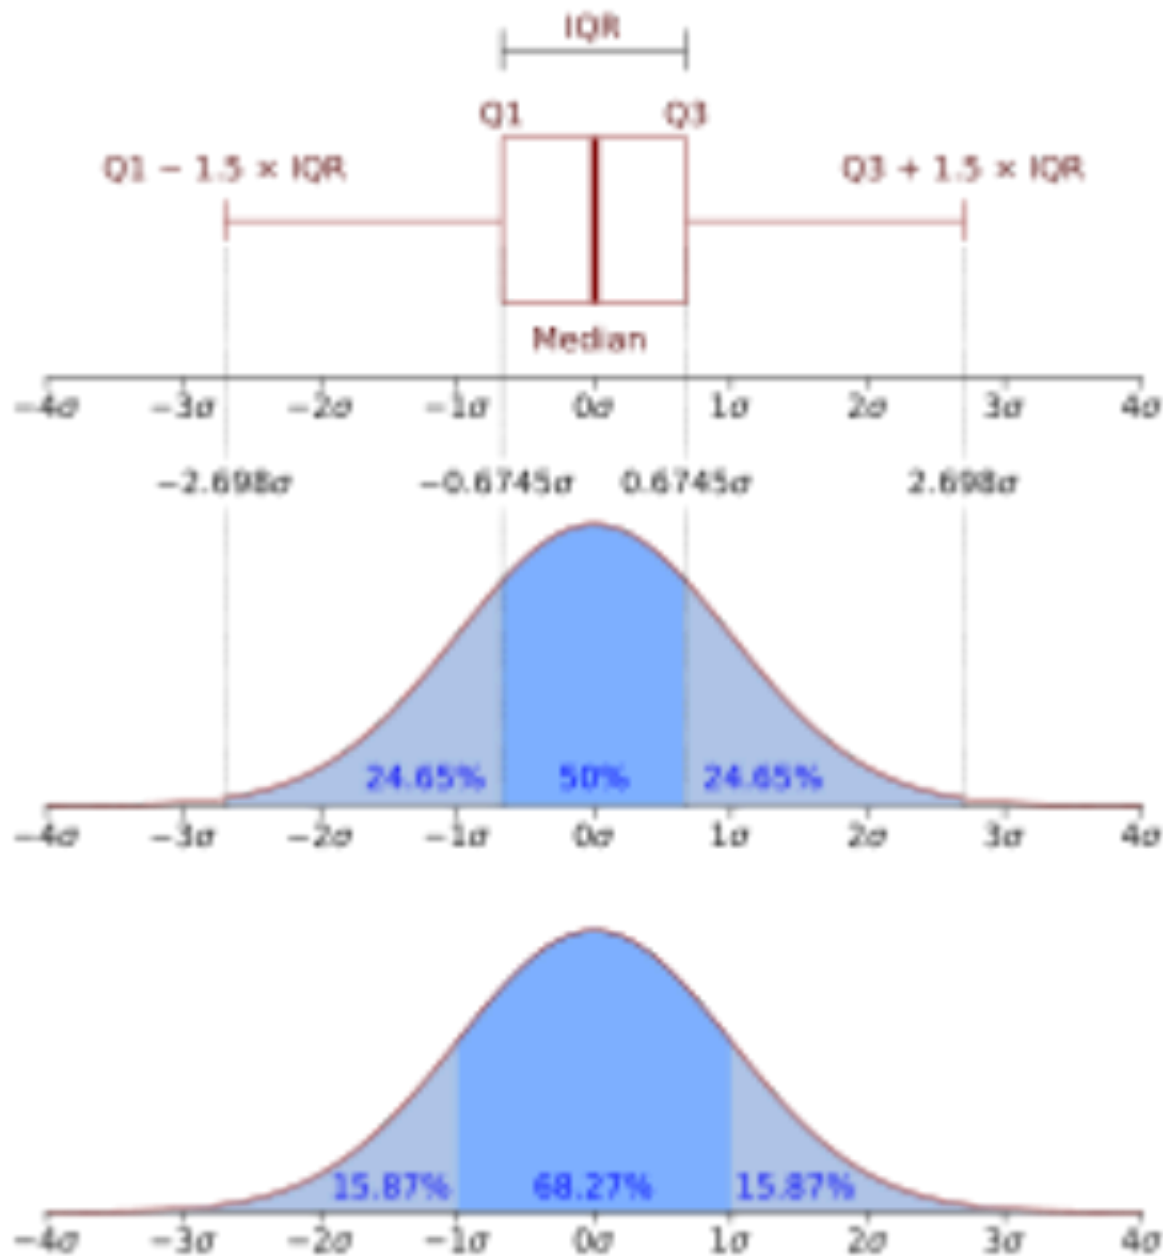 IQR
Q1 Q3
Q1 − 1.5 × IQR Q3 + 1.5 × IQR
Median
−4σ −3σ −2σ −1σ 0σ 1σ 2σ 3σ 4σ
−2.698σ −0.6745σ 0.6745σ 2.698σ
24.65% 50% 24.65%
−4σ −3σ −2σ −1σ 0σ 1σ 2σ 3σ 4σ
15.87% 68.27% 15.87%
−4σ −3σ −2σ −1σ 0σ 1σ 2σ 3σ 4σ